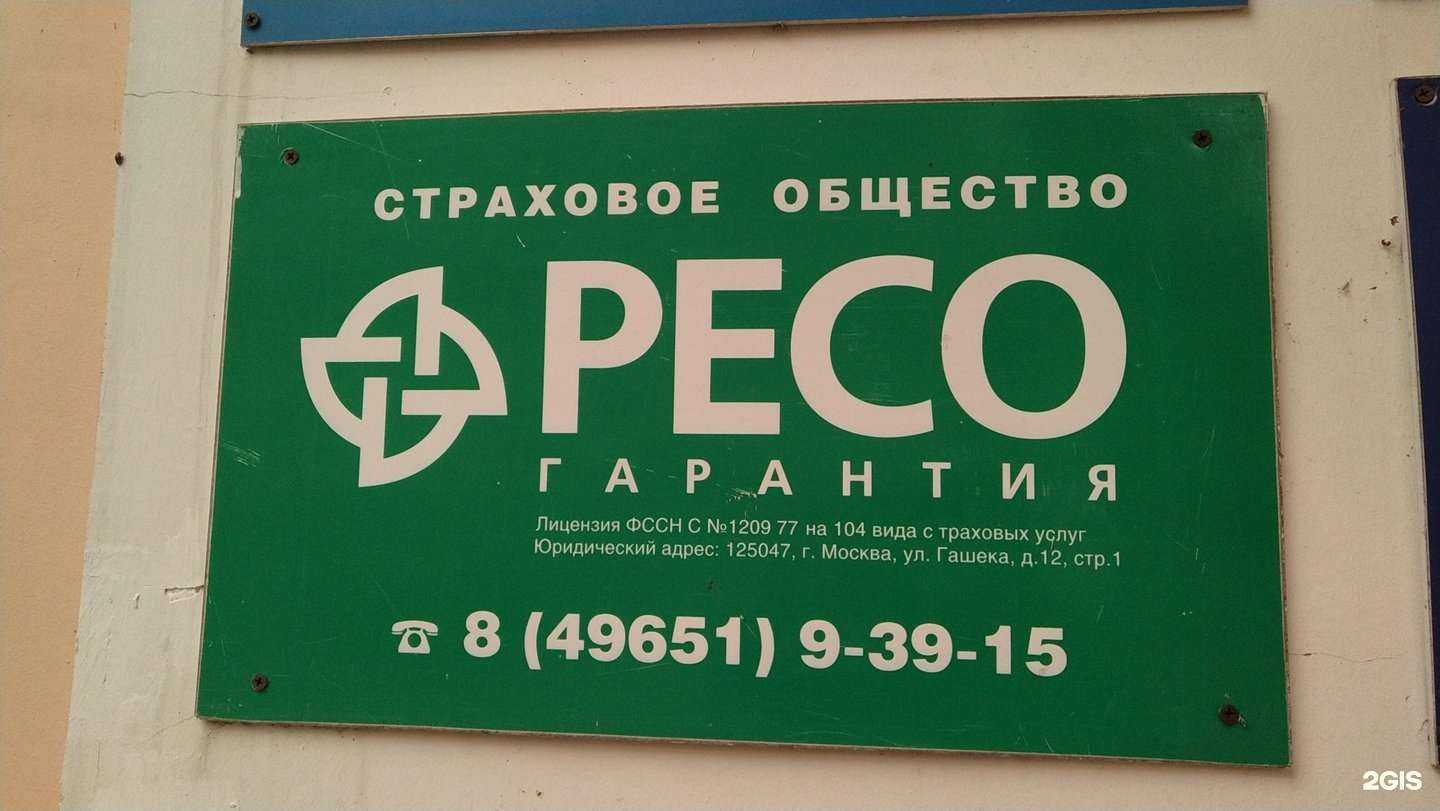 СТРАХОВОЕ ОБЩЕСТВО
РЕСО
ГАРАНТИЯ
Лицензия ФССН С №1209 77 на 104 вида с траховых услуг
Юридический адрес: 125047, г. Москва, ул. Гашека, д.12, стр.1
☎ 8 (49651) 9-39-15
2GIS